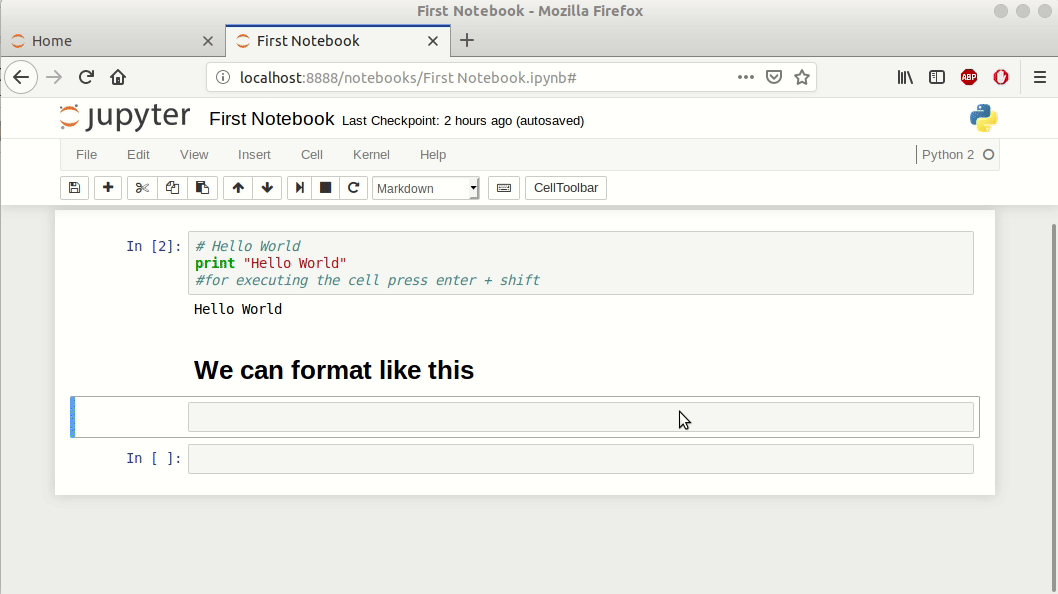 First Notebook - Mozilla Firefox
Home
First Notebook
localhost:8888/notebooks/First Notebook.ipynb#
ABP
jupyter First Notebook Last Checkpoint: 2 hours ago (autosaved)
File Edit View Insert Cell Kernel Help Python 2
Markdown CellToolbar
In [2]: # Hello World
print "Hello World"
#for executing the cell press enter + shift
Hello World
We can format like this
In [ ]: